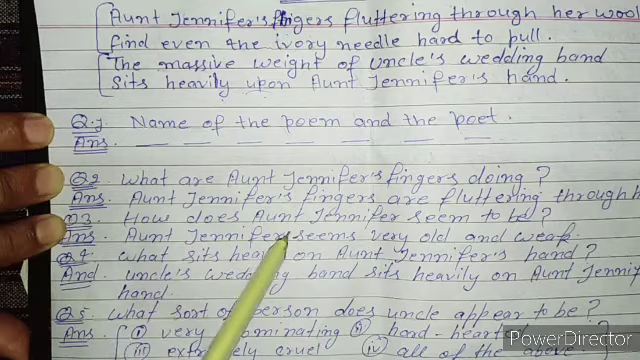 Aunt Jennifer's fingers fluttering through her wool
find even the ivory needle hard to pull.
The massive weight of uncle's wedding band
sits heavily upon Aunt Jennifer's hand.
Q.1. Name of the poem and the poet.
Ans. _ _ _ _ _ _ _
Q2 What are Aunt Jennifer's fingers doing?
Ans. Aunt Jennifer's fingers are fluttering through h
Q3. How does Aunt Jennifer seem to be?
Ans Aunt Jennifer seems very old and weak.
Q4. What sits on Aunt Jennifer's hand?
And. uncle's wedding band sits heavily on Aunt Jennif
hand.
Q5. What sort of person does uncle appear to be?
Ans. (i) very dominating (ii) hard-hearted
(iii) extremely cruel (iv) all of the above.
PowerDirector